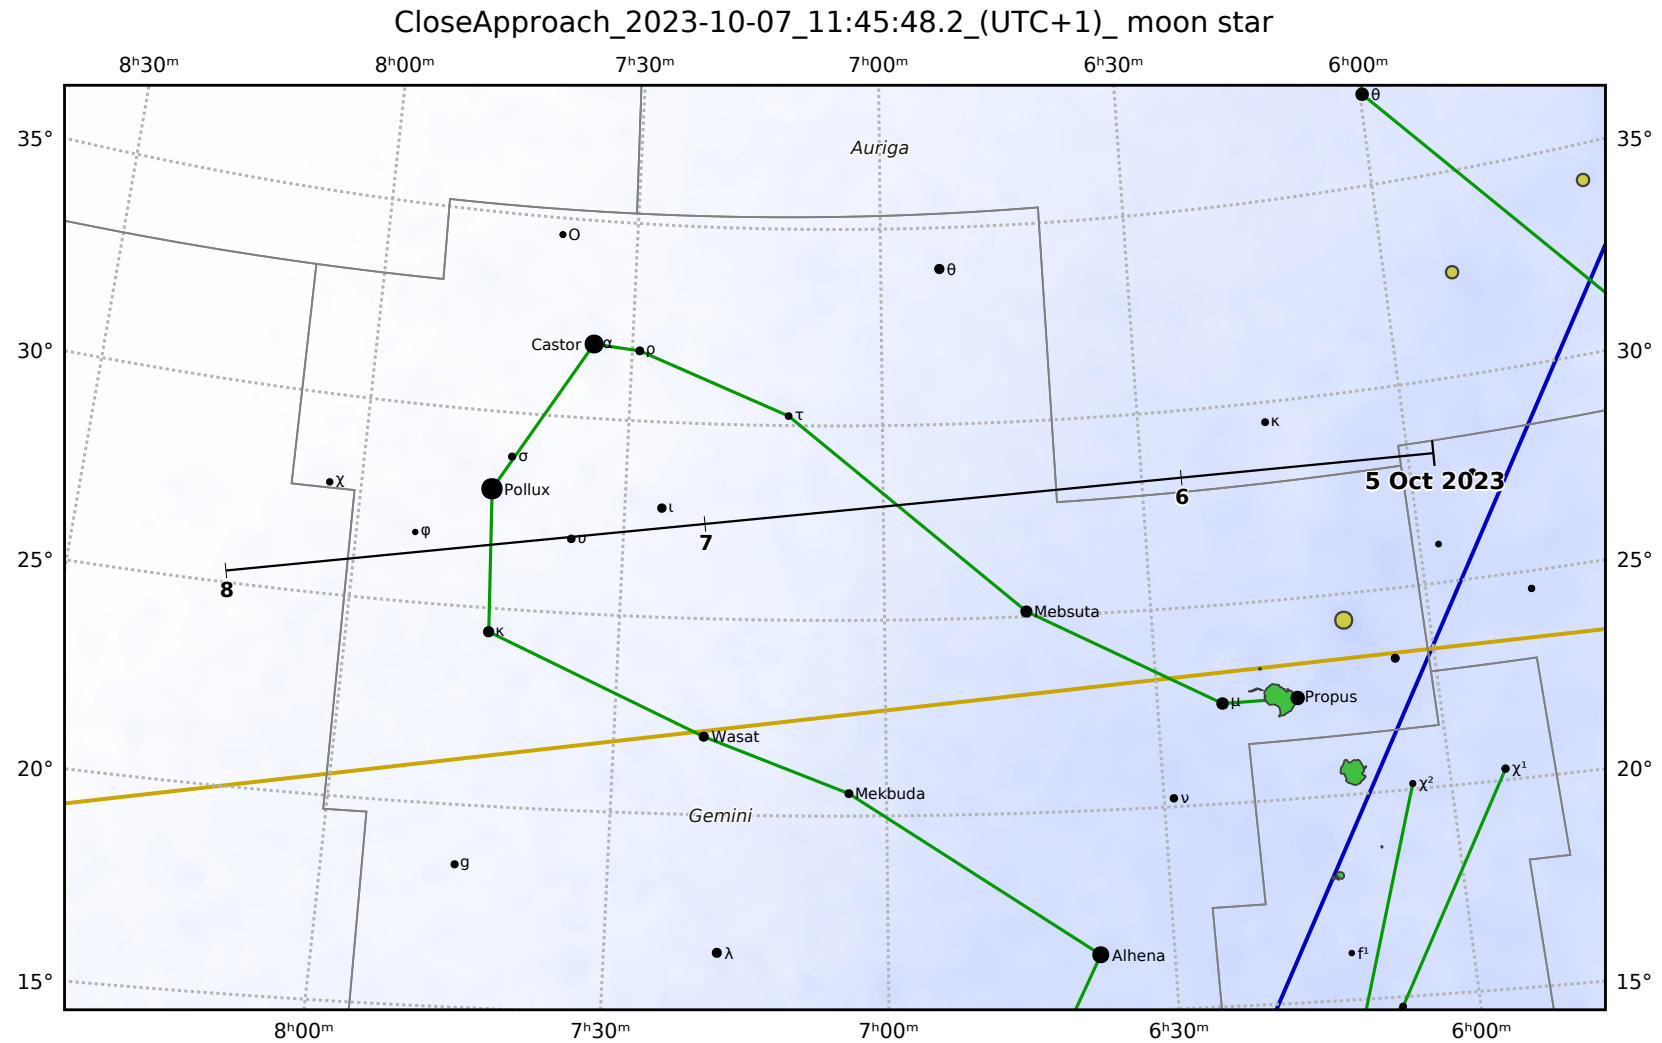 CloseApproach_2023-10-07_11:45:48.2_(UTC+1)_ moon star
8ʰ30ᵐ 8ʰ00ᵐ 7ʰ30ᵐ 7ʰ00ᵐ 6ʰ30ᵐ 6ʰ00ᵐ
θ
35° 35°
Auriga
O
θ
30° 30°
Castor α ρ
τ
κ
σ
χ Pollux 5 Oct 2023
6
ι
φ υ 7
25° 25°
8
κ Mebsuta
μ Propus
Wasat
20° χ² χ¹ 20°
Mekbuda ν
Gemini
g
λ Alhena f¹
15° 15°
8ʰ00ᵐ 7ʰ30ᵐ 7ʰ00ᵐ 6ʰ30ᵐ 6ʰ00ᵐ